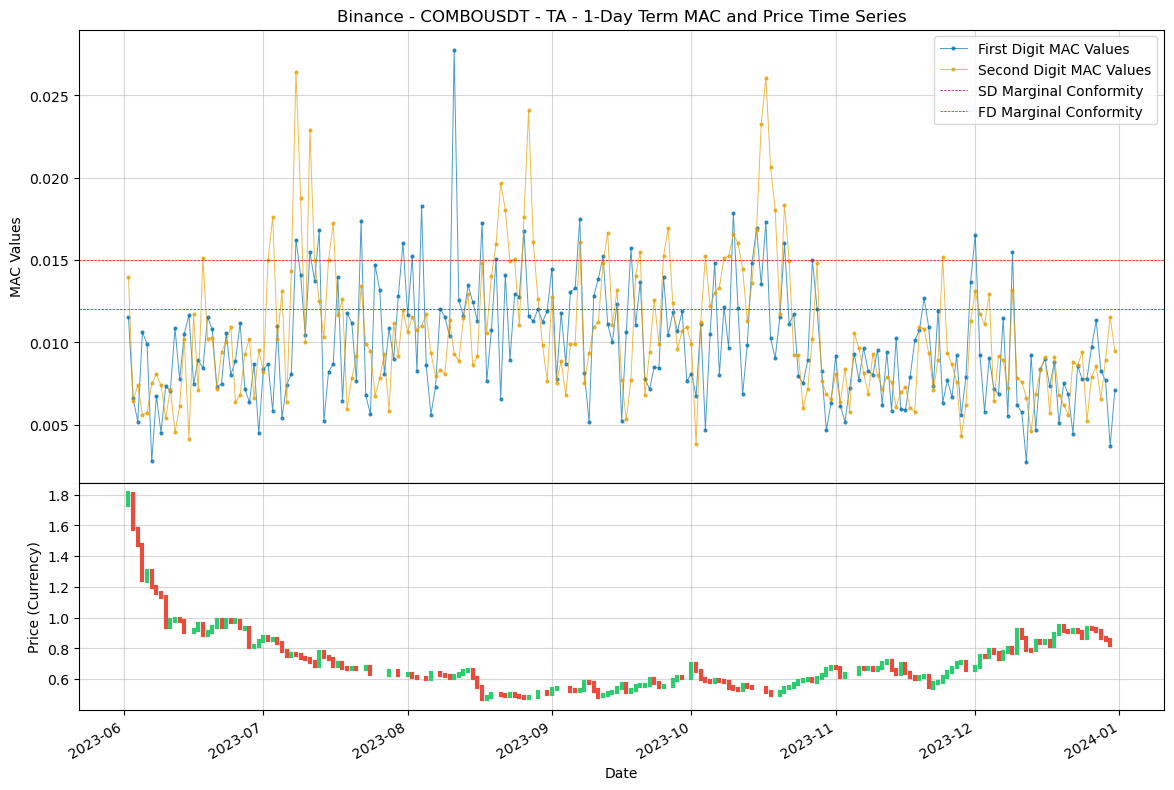 Binance - COMBOUSDT - TA - 1-Day Term MAC and Price Time Series
First Digit MAC Values
Second Digit MAC Values
SD Marginal Conformity
FD Marginal Conformity
MAC Values
0.025
0.020
0.015
0.010
0.005
Price (Currency)
1.8
1.6
1.4
1.2
1.0
0.8
0.6
2023-06
2023-07
2023-08
2023-09
2023-10
2023-11
2023-12
2024-01
Date